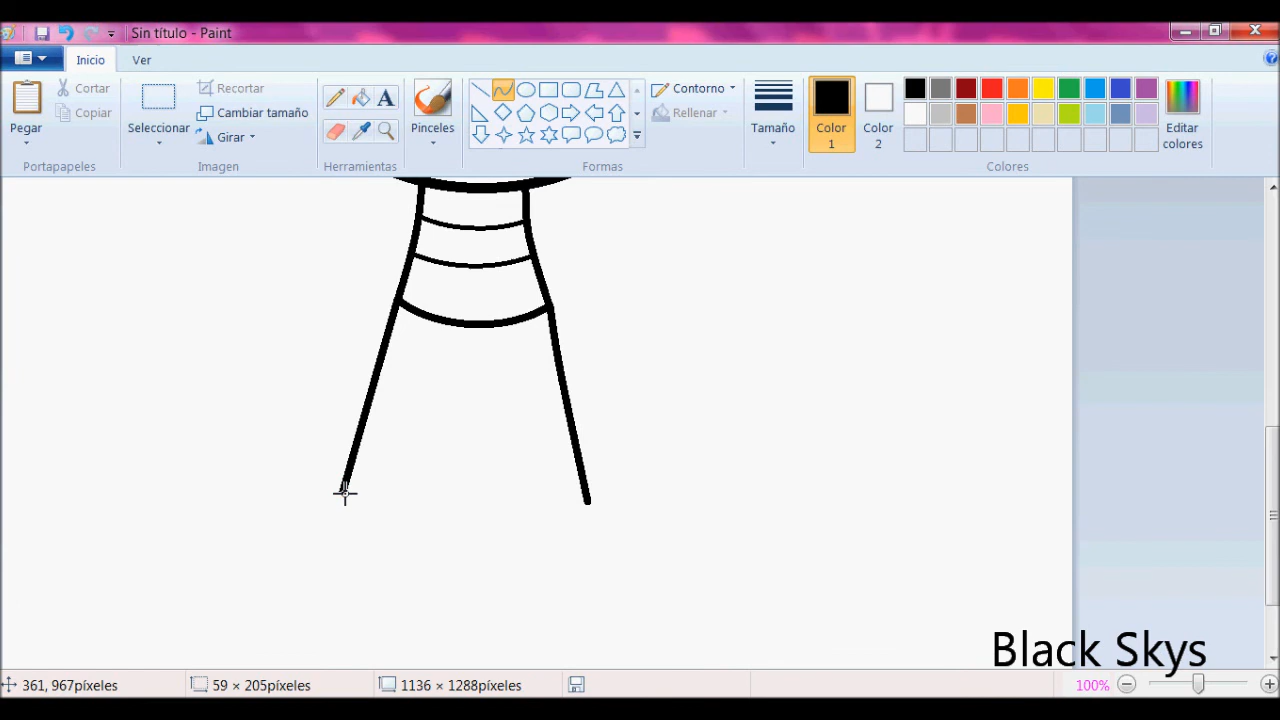 Sin título - Paint
Inicio
Ver
Pegar
Cortar
Copiar
Portapapeles
Seleccionar
Recortar
Cambiar tamaño
Girar
Imagen
A
Herramientas
Pinceles
Contorno
Rellenar
Formas
Tamaño
Color
1
Color
2
Editar
colores
Colores
Black Skys
361, 967píxeles
59 × 205píxeles
1136 × 1288píxeles
100%